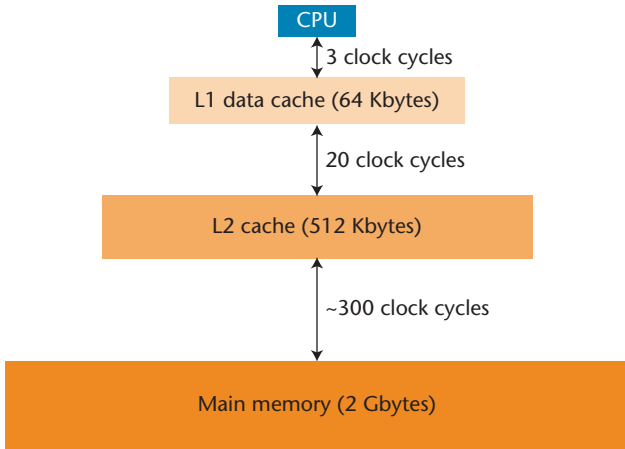 CPU
3 clock cycles
L1 data cache (64 Kbytes)
20 clock cycles
L2 cache (512 Kbytes)
~300 clock cycles
Main memory (2 Gbytes)